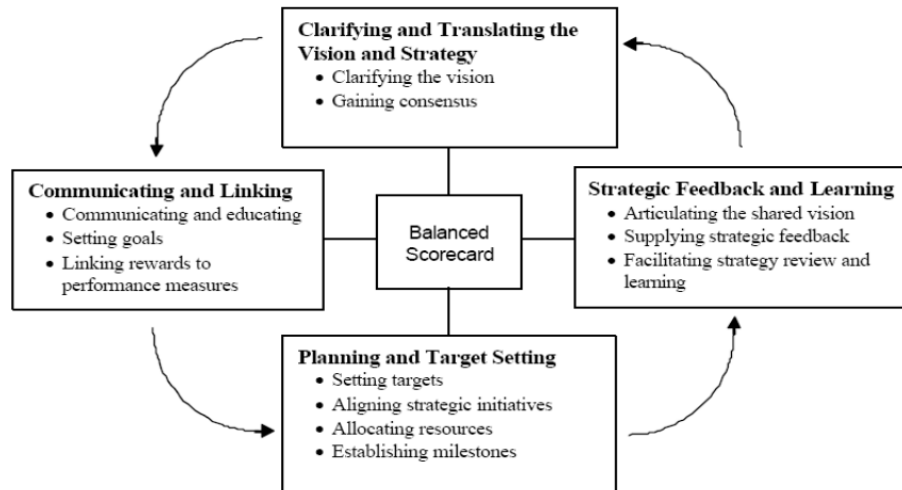 Clarifying and Translating the
Vision and Strategy
• Clarifying the vision
• Gaining consensus
Communicating and Linking
• Communicating and educating
• Setting goals
• Linking rewards to
performance measures
Balanced
Scorecard
Strategic Feedback and Learning
• Articulating the shared vision
• Supplying strategic feedback
• Facilitating strategy review and
learning
Planning and Target Setting
• Setting targets
• Aligning strategic initiatives
• Allocating resources
• Establishing milestones